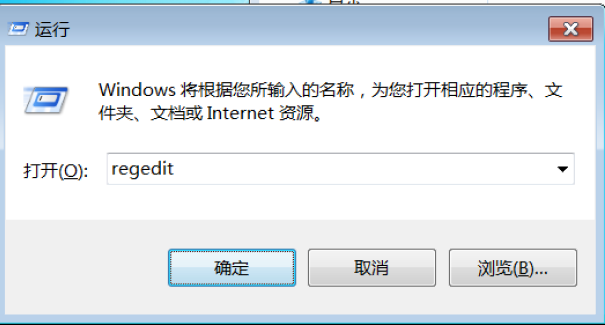 运行
Windows 将根据您所输入的名称，为您打开相应的程序、文
件夹、文档或 Internet 资源。
打开(O): regedit
确定 取消 浏览(B)...